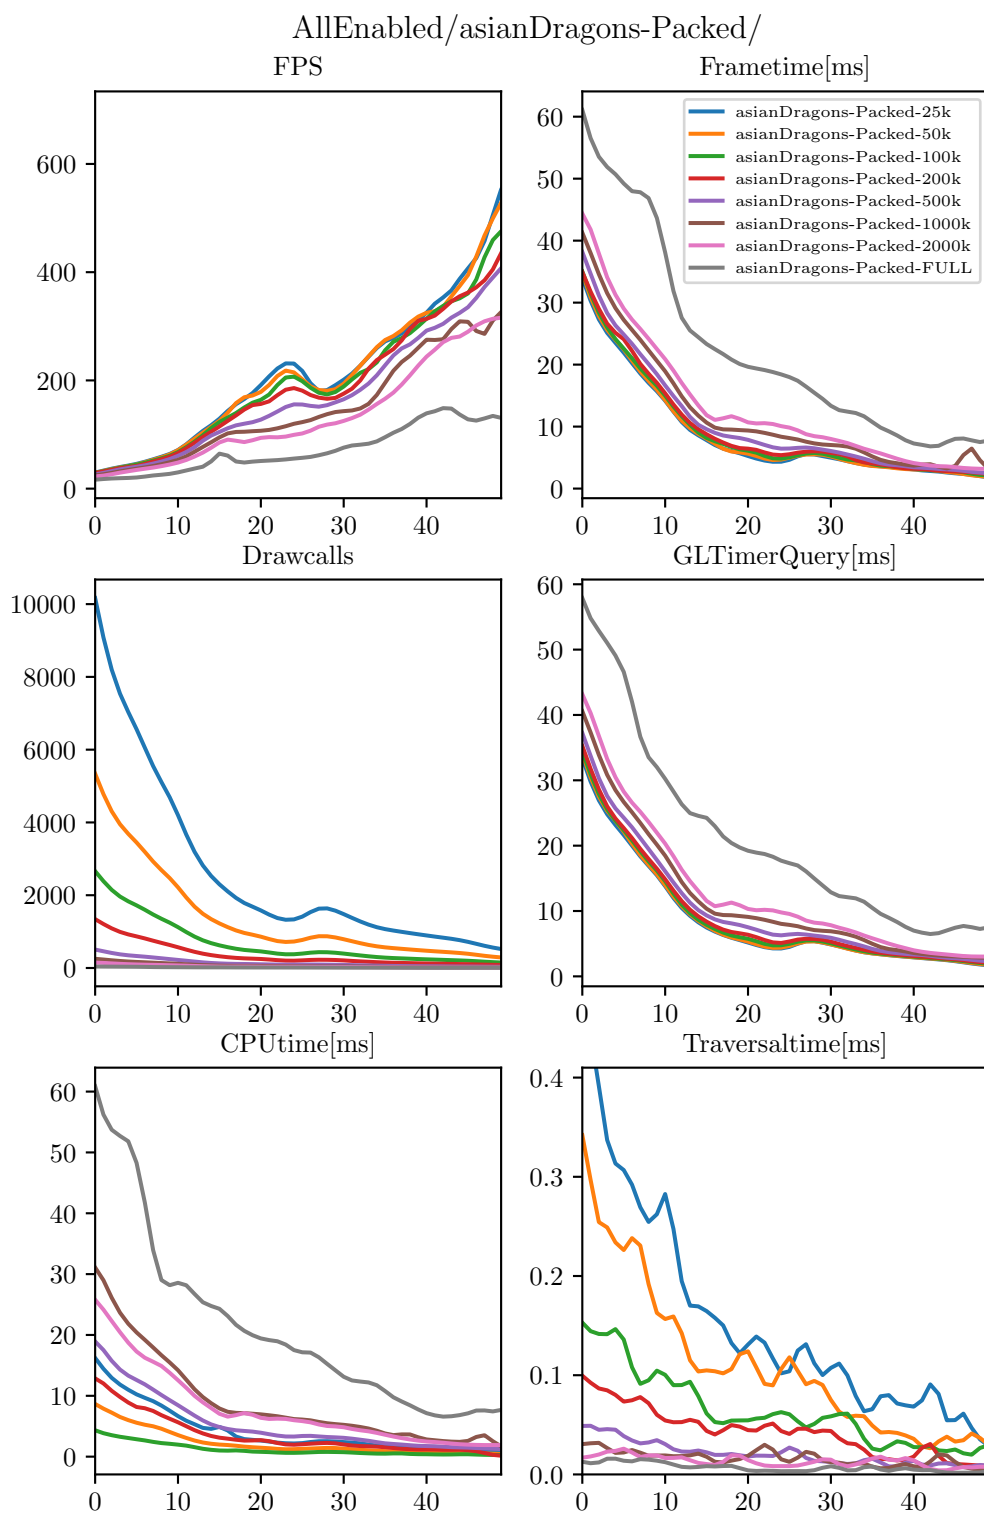 AllEnabled/asianDragons-Packed/
FPS
600
400
200
0
0 10 20 30 40
Frametime[ms]
60
50
40
30
20
10
0
0 10 20 30 40
asianDragons-Packed-25k
asianDragons-Packed-50k
asianDragons-Packed-100k
asianDragons-Packed-200k
asianDragons-Packed-500k
asianDragons-Packed-1000k
asianDragons-Packed-2000k
asianDragons-Packed-FULL
Drawcalls
10000
8000
6000
4000
2000
0
0 10 20 30 40
GLTimerQuery[ms]
60
50
40
30
20
10
0
0 10 20 30 40
CPUtime[ms]
60
50
40
30
20
10
0
0 10 20 30 40
Traversaltime[ms]
0.4
0.3
0.2
0.1
0.0
0 10 20 30 40